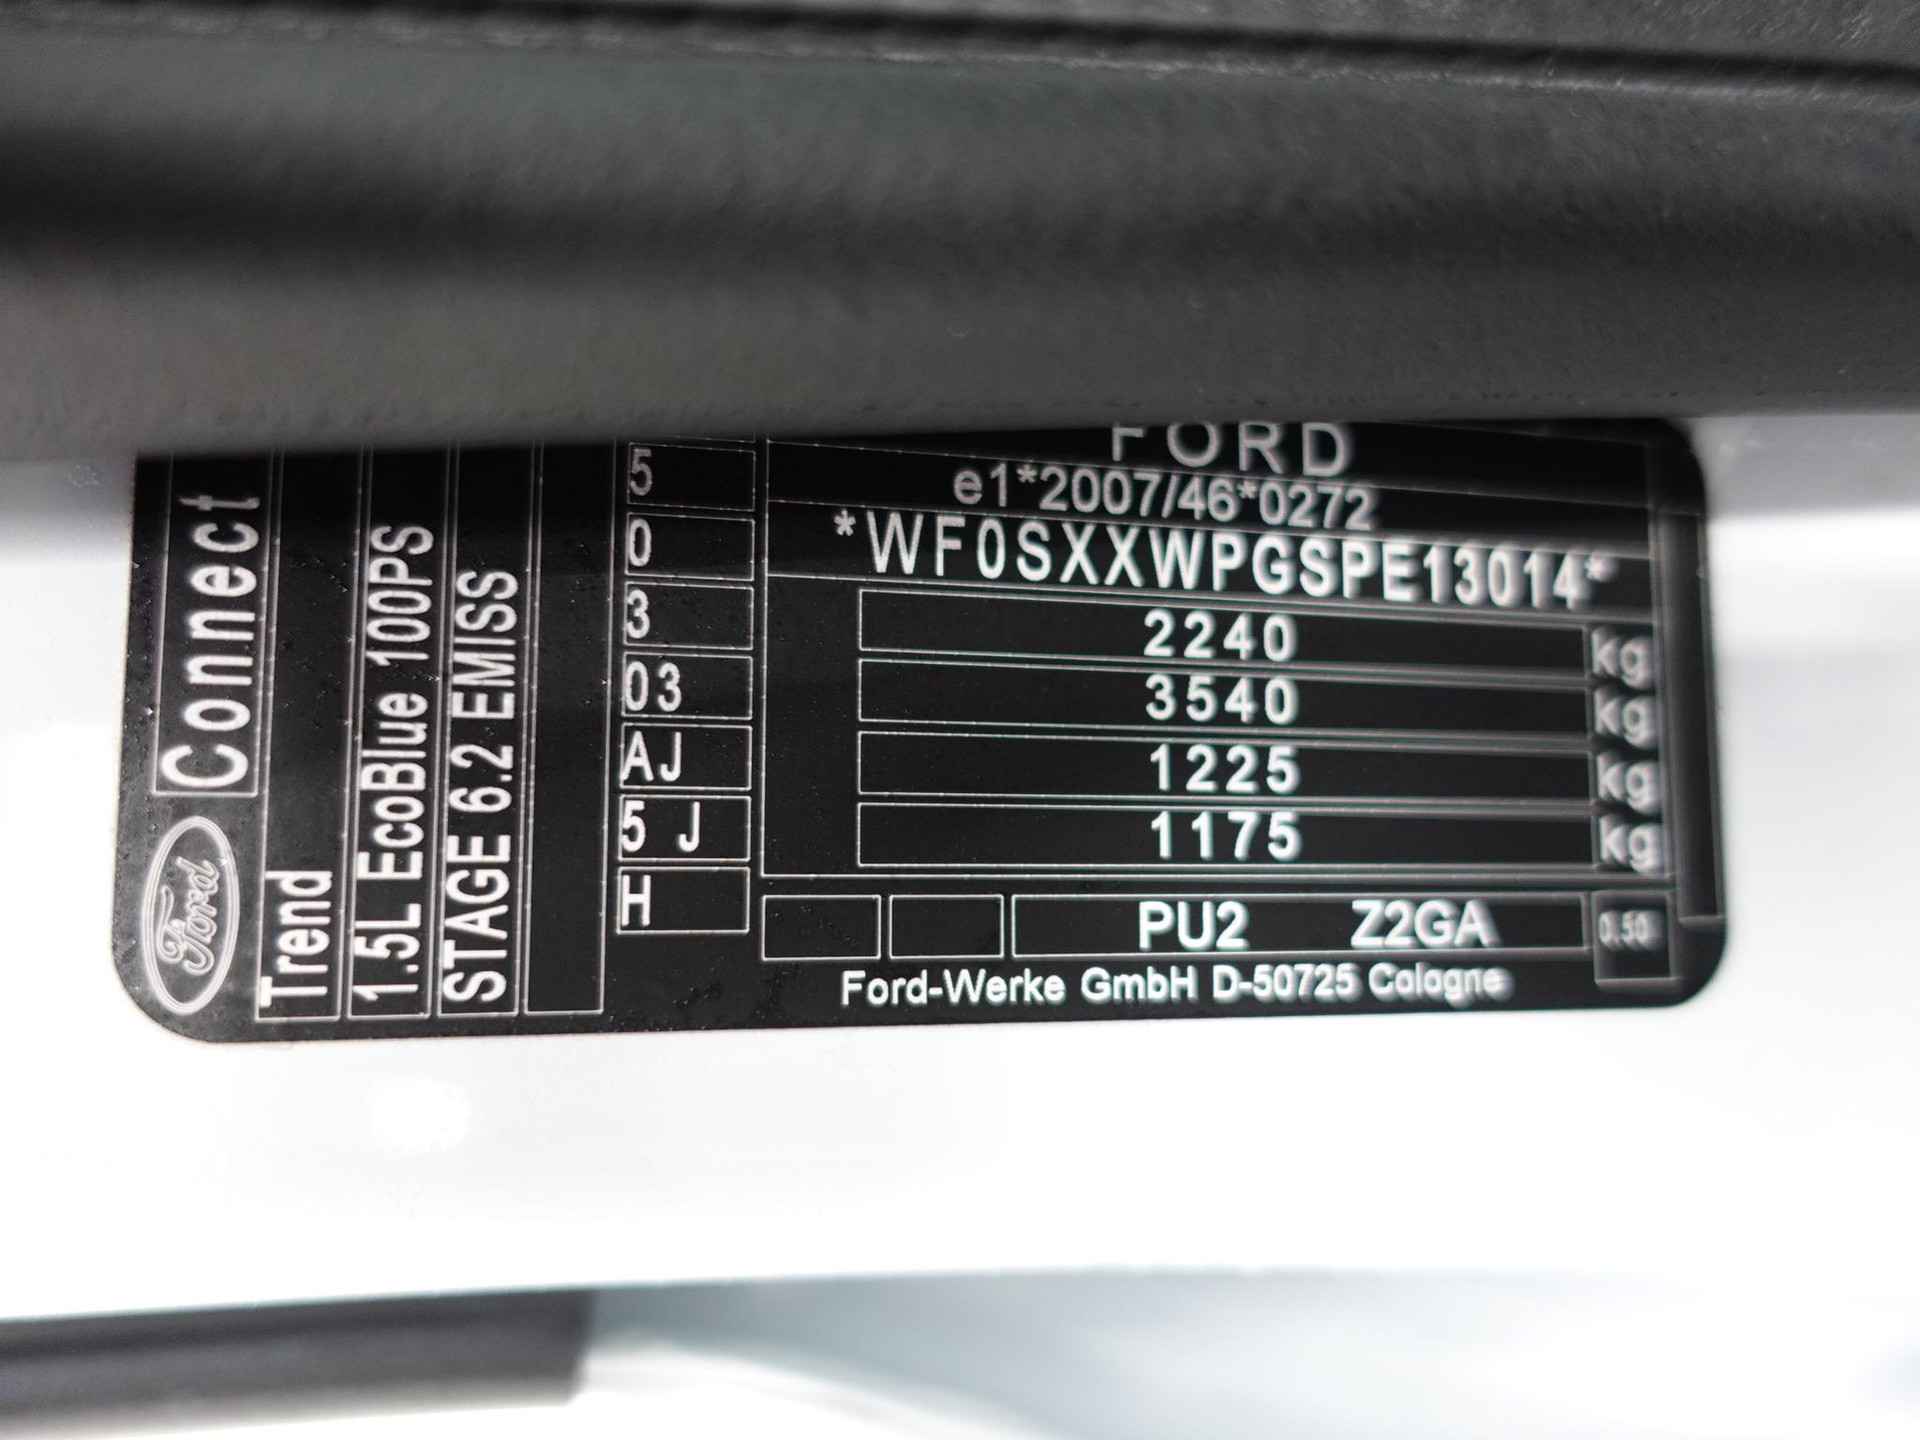 Ford
Connect
Trend
1.5L EcoBlue 100PS
STAGE 6.2 EMISS
5
0
3
03
AJ
5 J
H
FORD
e1*2007/46*0272
*WF0SXXWPGSPE13014*
2240 kg
3540 kg
1225 kg
1175 kg
PU2 Z2GA 0.50
Ford-Werke GmbH D-50725 Cologne